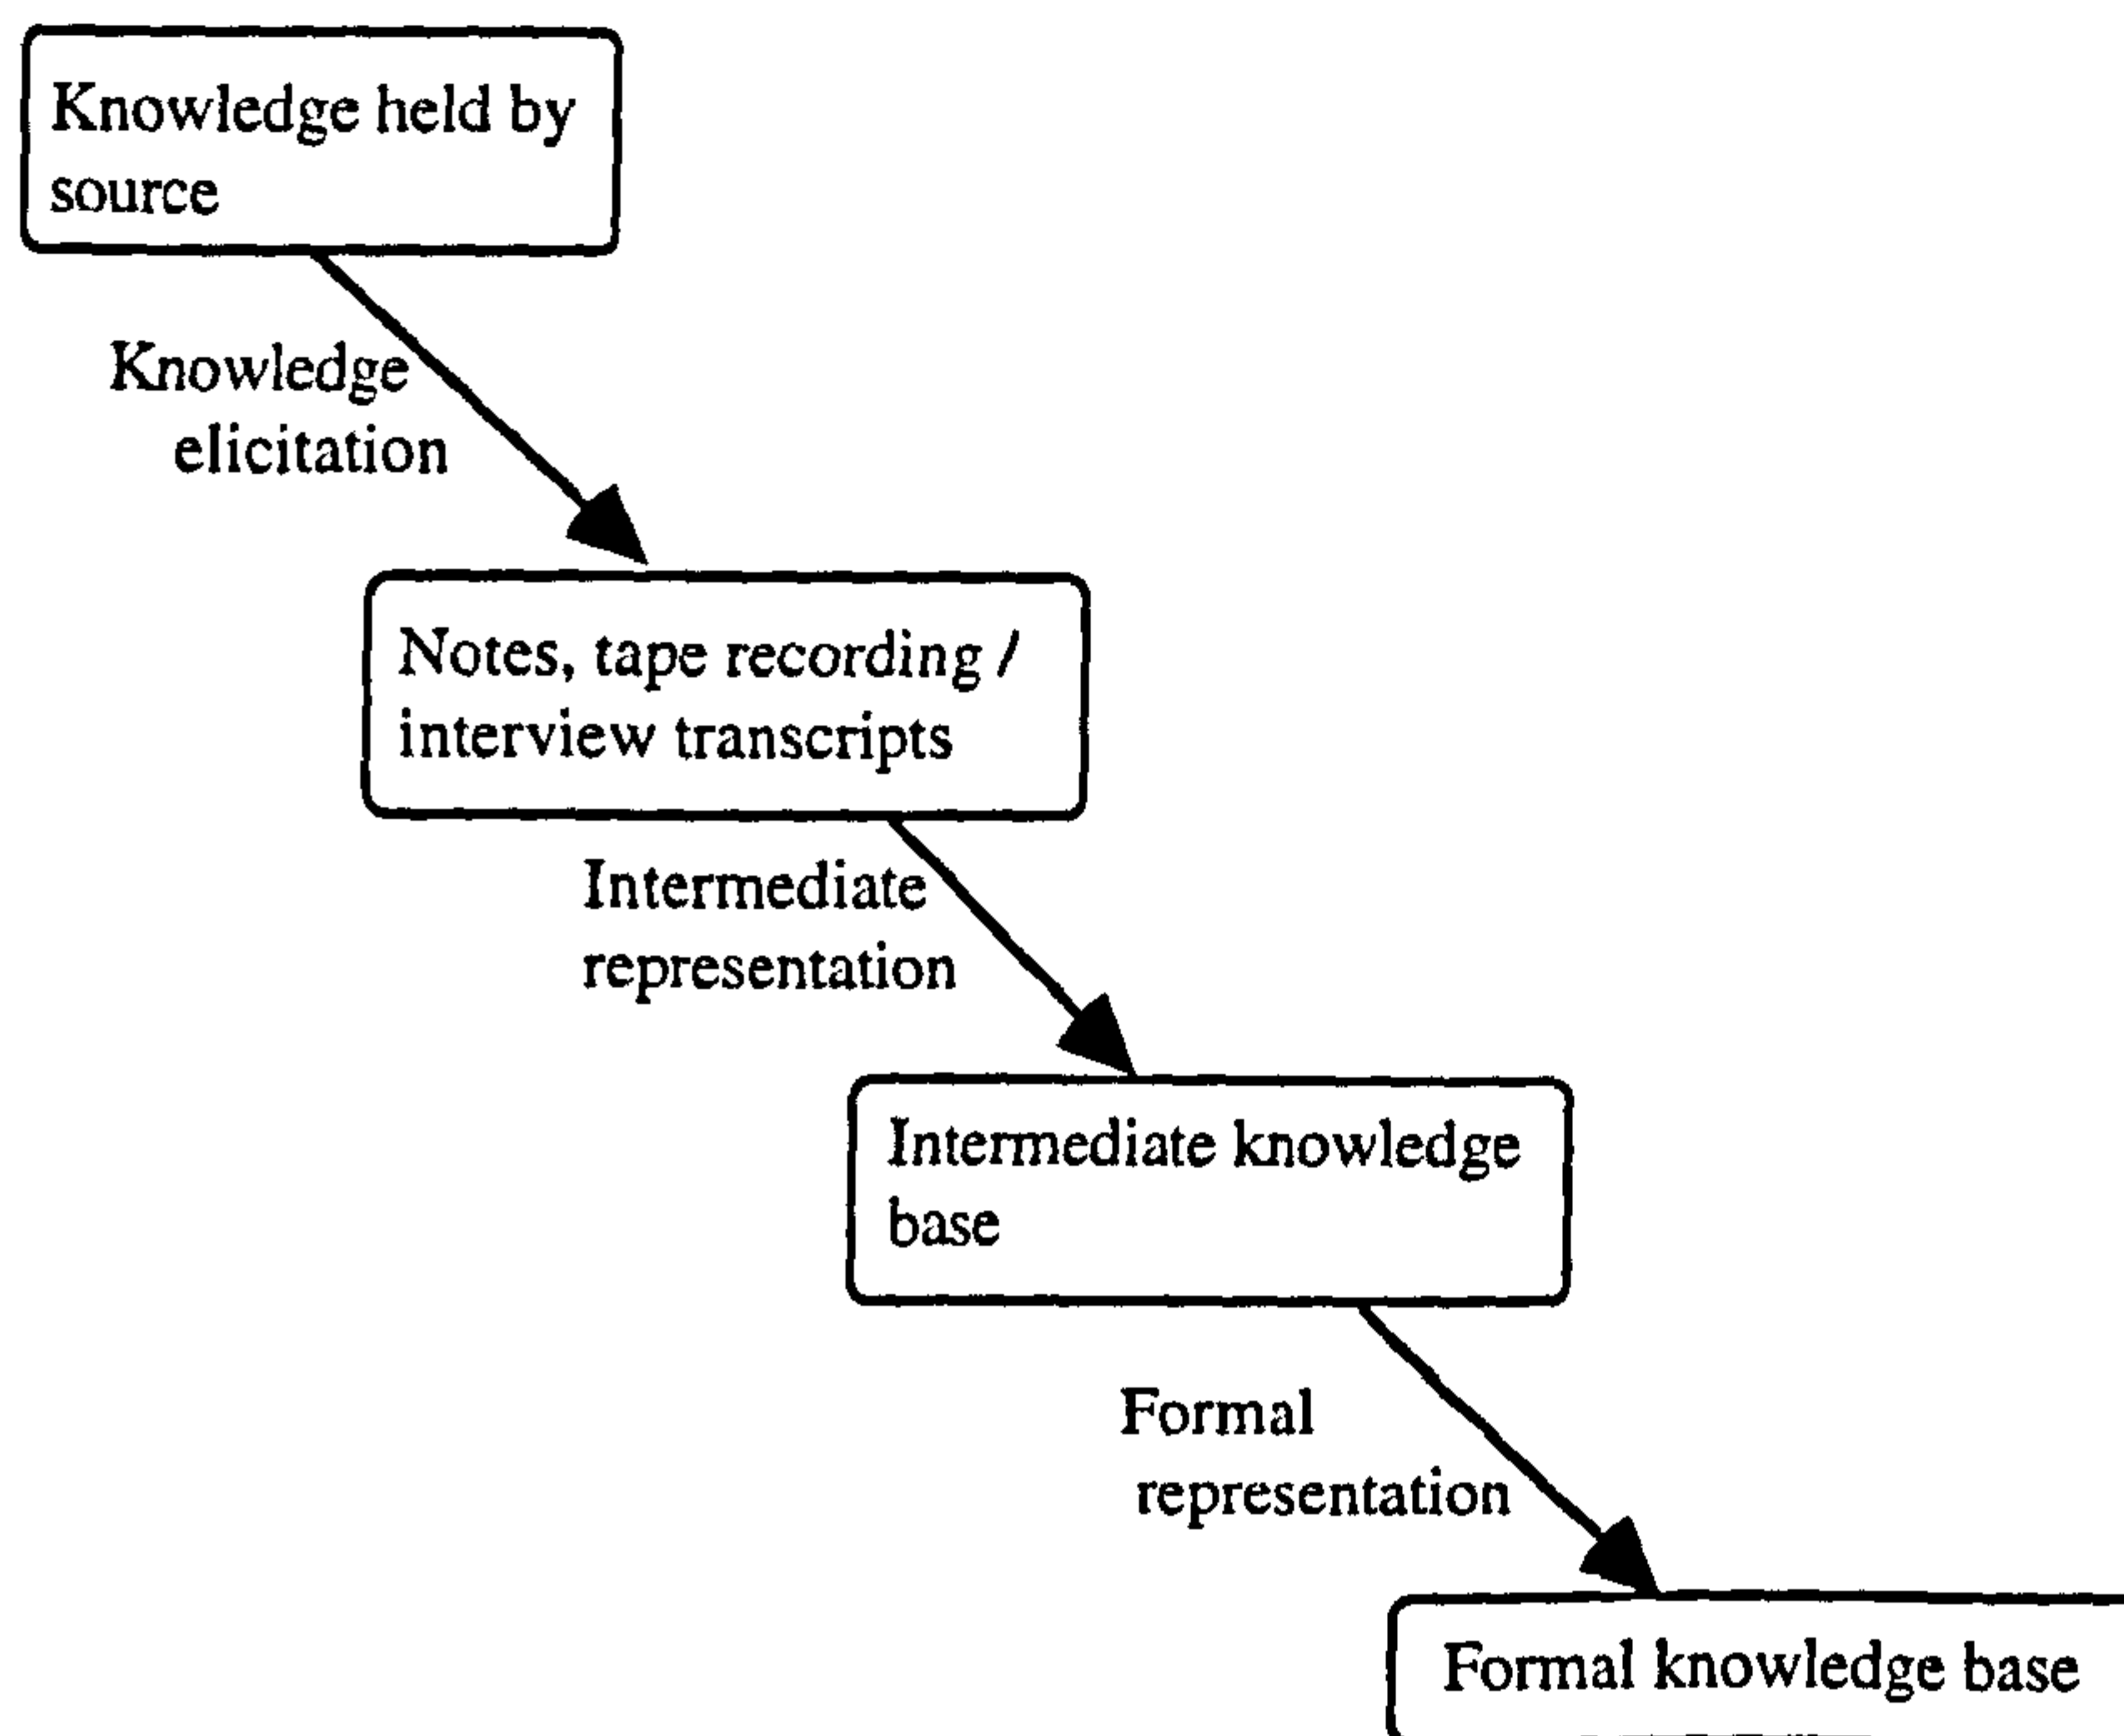 Knowledge held by
source
Knowledge
elicitation
Notes, tape recording /
interview transcripts
Intermediate
representation
Intermediate knowledge
base
Formal
representation
Formal knowledge base